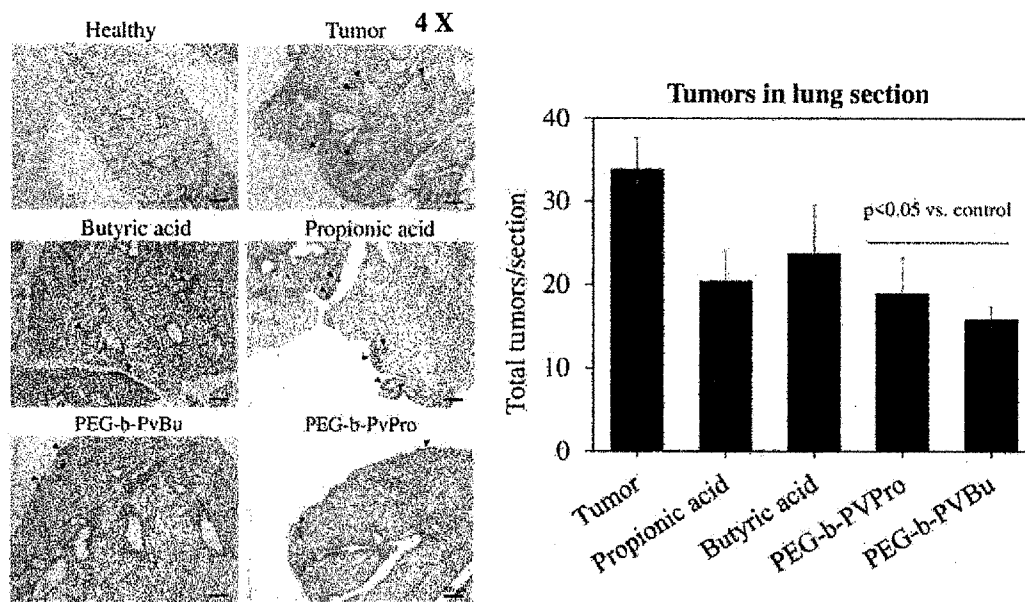 Healthy
Tumor
4 X
Butyric acid
Propionic acid
PEG-b-PvBu
PEG-b-PvPro
Tumors in lung section
Total tumors/section
40
30
20
10
0
p<0.05 vs. control
Tumor
Propionic acid
Butyric acid
PEG-b-PVPro
PEG-b-PVBu